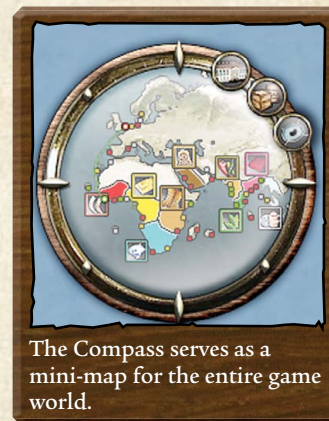 The Compass serves as a
mini-map for the entire game
world.